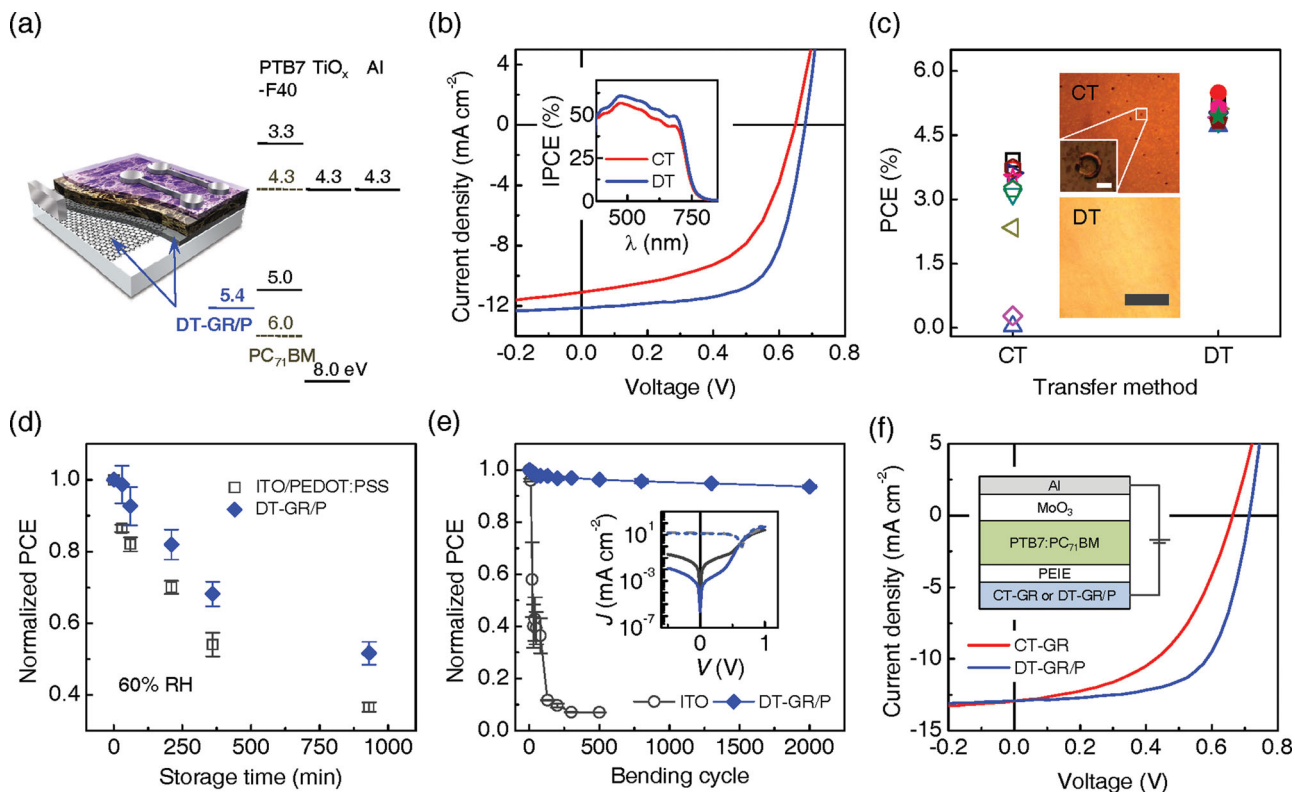 (a)
PTB7 TiOₓ Al
-F40
3.3
4.3 4.3 4.3
5.0
5.4
DT-GR/P
6.0
PC₇₁BM
8.0 eV
(b)
Current density (mA cm⁻²)
4
0
-4
-8
-12
-0.2 0.0 0.2 0.4 0.6 0.8
Voltage (V)
IPCE (%)
50
25
0
500 750
λ (nm)
CT
DT
(c)
PCE (%)
6.0
4.5
3.0
1.5
0.0
CT DT
Transfer method
CT
DT
(d)
Normalized PCE
1.0
0.8
0.6
0.4
0 250 500 750 1000
Storage time (min)
ITO/PEDOT:PSS
DT-GR/P
60% RH
(e)
Normalized PCE
1.0
0.8
0.6
0.4
0.2
0.0
0 500 1000 1500 2000
Bending cycle
J (mA cm⁻²)
10¹
10⁻¹
10⁻³
10⁻⁷
0 1
V (V)
ITO DT-GR/P
(f)
Current density (mA cm⁻²)
5
0
-5
-10
-15
-0.2 0.0 0.2 0.4 0.6 0.8
Voltage (V)
Al
MoO₃
PTB7:PC₇₁BM
PEIE
CT-GR or DT-GR/P
CT-GR
DT-GR/P